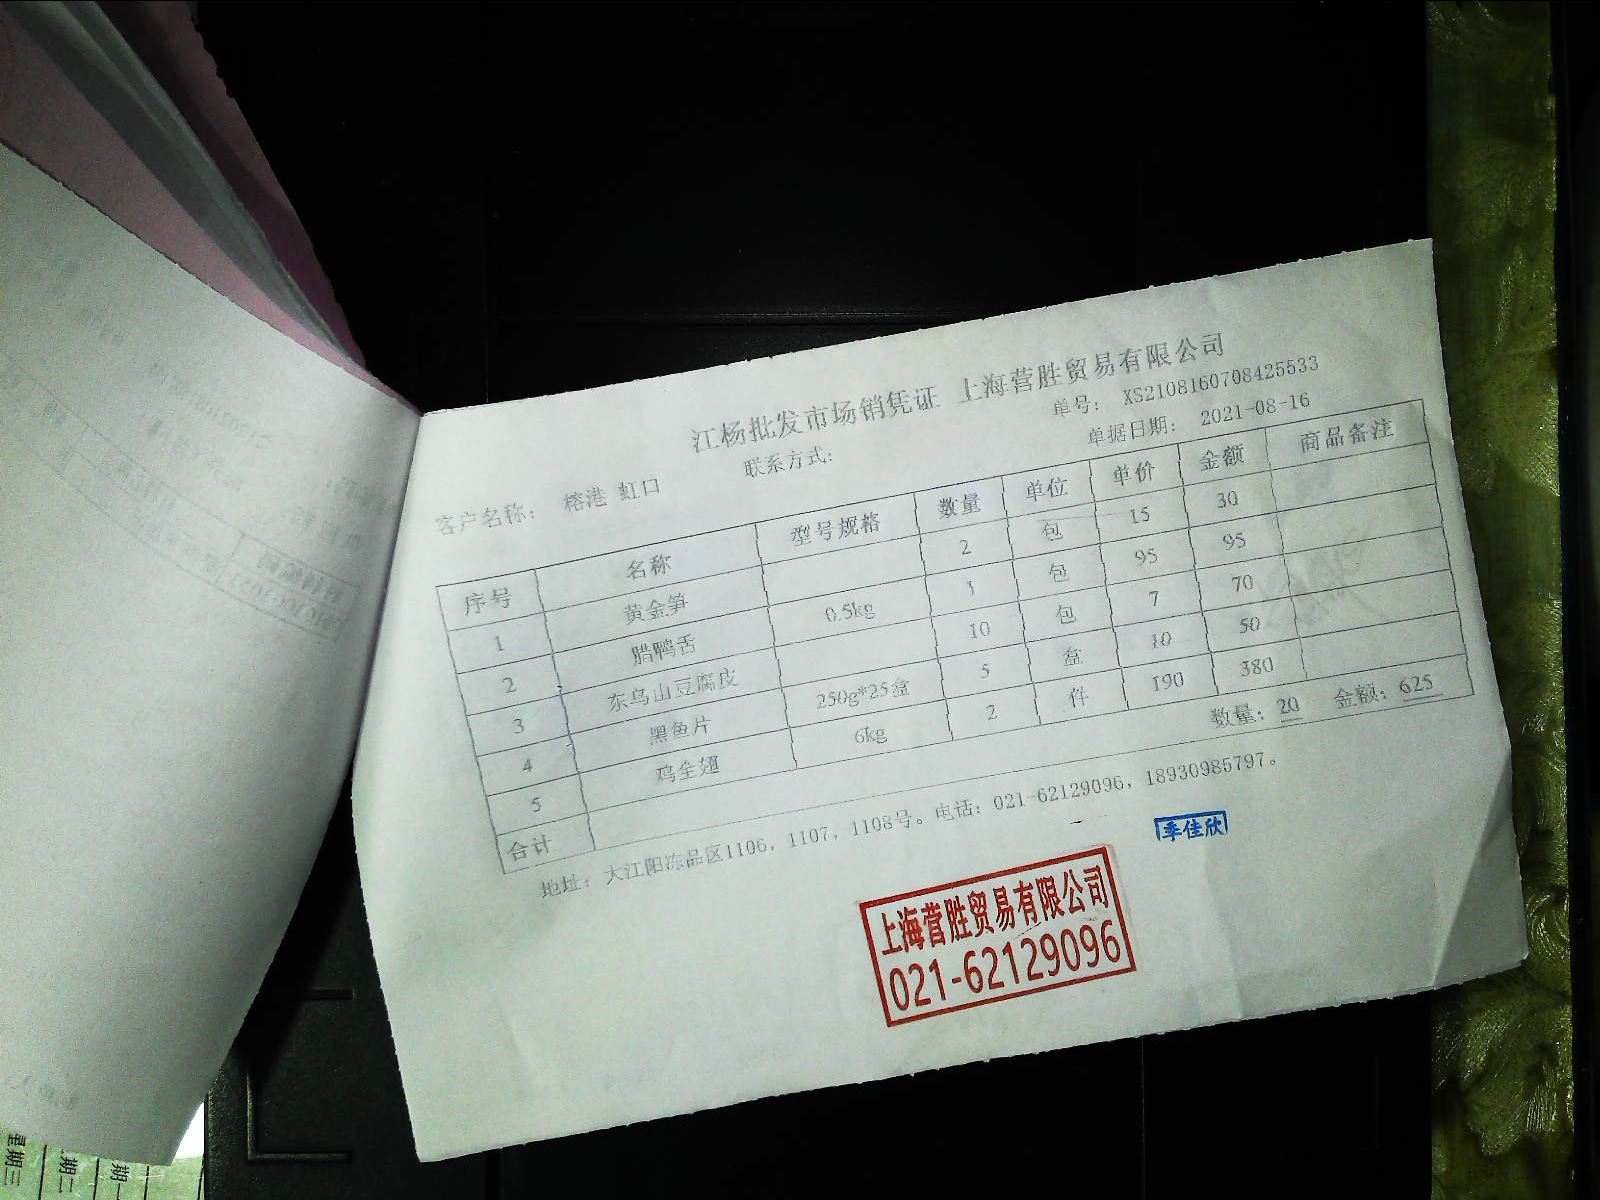 江杨批发市场销凭证 上海营胜贸易有限公司
单号: XS2108160708425533
客户名称: 榕港 虹口 联系方式: 单据日期: 2021-08-16
序号 名称 型号规格 数量 单位 单价 金额 商品备注
1 黄金笋 2 包 15 30
2 腊鸭舌 0.5kg 1 包 95 95
3 东乌山豆腐皮 10 包 7 70
4 黑鱼片 250g*25盒 5 盒 10 50
5 鸡全翅 6kg 2 件 190 380
合计 数量: 20 金额: 625
地址: 大江阳冻品区1106, 1107, 1108号。电话: 021-62129096, 18930985797。
季佳欣
上海营胜贸易有限公司
021-62129096
星期三
期二
期一